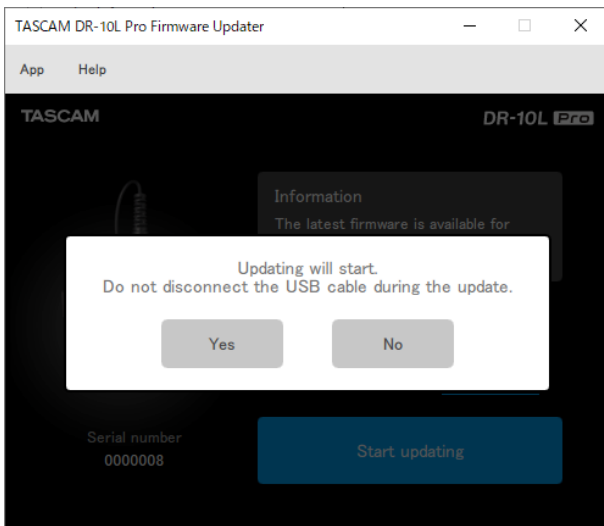 TASCAM DR-10L Pro Firmware Updater
App Help
TASCAM
DR-10L Pro
Information
The latest firmware is available for
Updating will start.
Do not disconnect the USB cable during the update.
Yes No
Serial number
0000008
Start updating